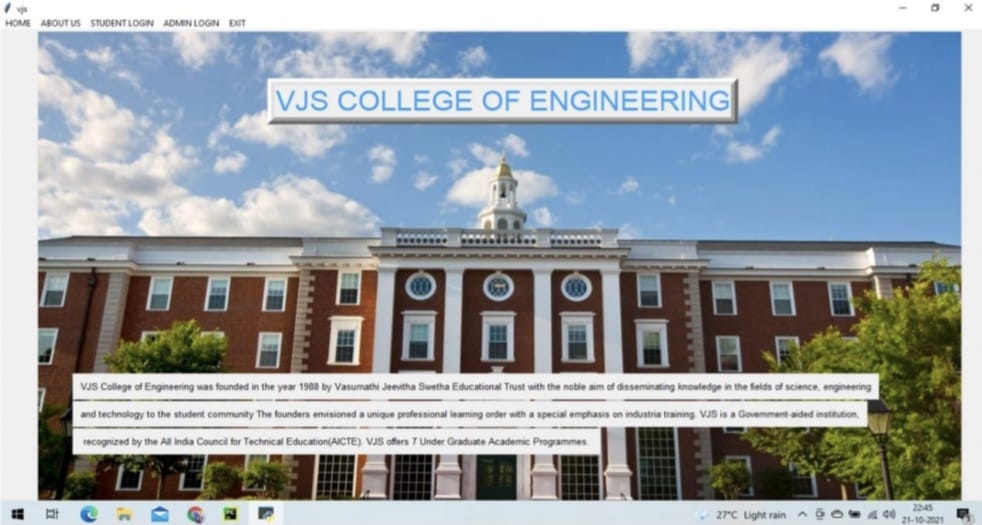 vjs
HOME ABOUT US STUDENT LOGIN ADMIN LOGIN EXIT
VJS COLLEGE OF ENGINEERING
VJS College of Engineering was founded in the year 1988 by Vasumathi Jeevitha Swetha Educational Trust with the noble aim of disseminating knowledge in the fields of science, engineering
and technology to the student community The founders envisioned a unique professional learning order with a special emphasis on industria training. VJS is a Government-aided institution,
recognized by the All India Council for Technical Education(AICTE). VJS offers 7 Under Graduate Academic Programmes.
27°C Light rain
22:45
21-10-2021